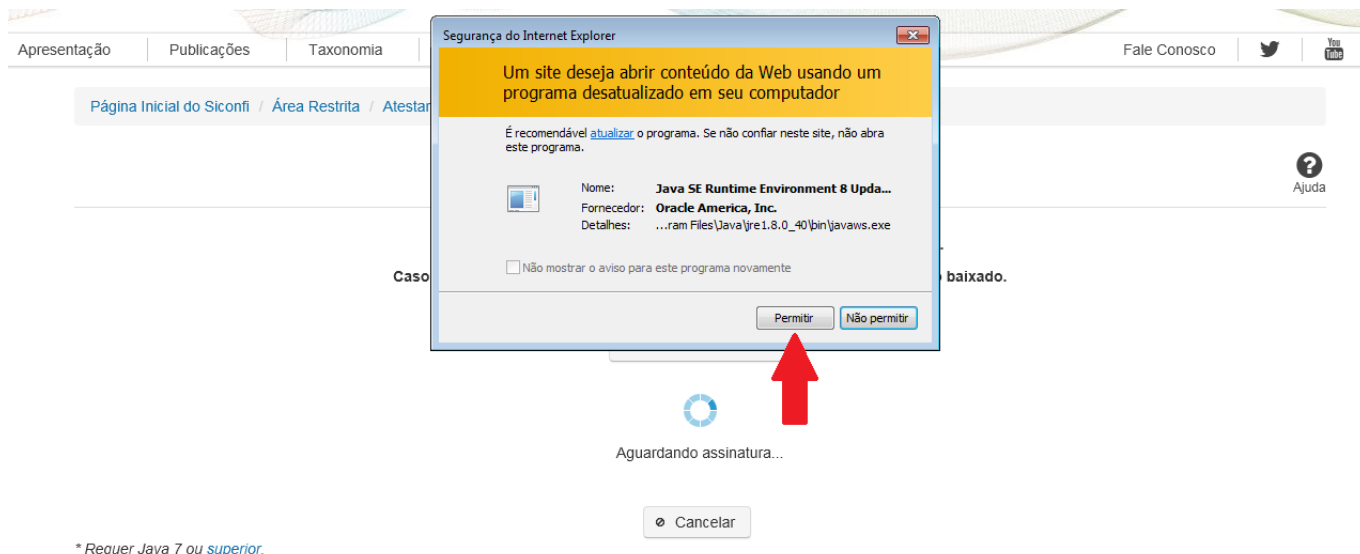 Apresentação Publicações Taxonomia Fale Conosco You Tube
Segurança do Internet Explorer
Um site deseja abrir conteúdo da Web usando um
programa desatualizado em seu computador
Página Inicial do Siconfi / Área Restrita / Atestar
É recomendável atualizar o programa. Se não confiar neste site, não abra
este programa.
Nome: Java SE Runtime Environment 8 Upda...
Fornecedor: Oracle America, Inc.
Detalhes: ...ram Files\Java\jre1.8.0_40\bin\javaws.exe
Ajuda
Não mostrar o aviso para este programa novamente
Caso baixado.
Permitir Não permitir
Aguardando assinatura...
Cancelar
* Requer Java 7 ou superior.